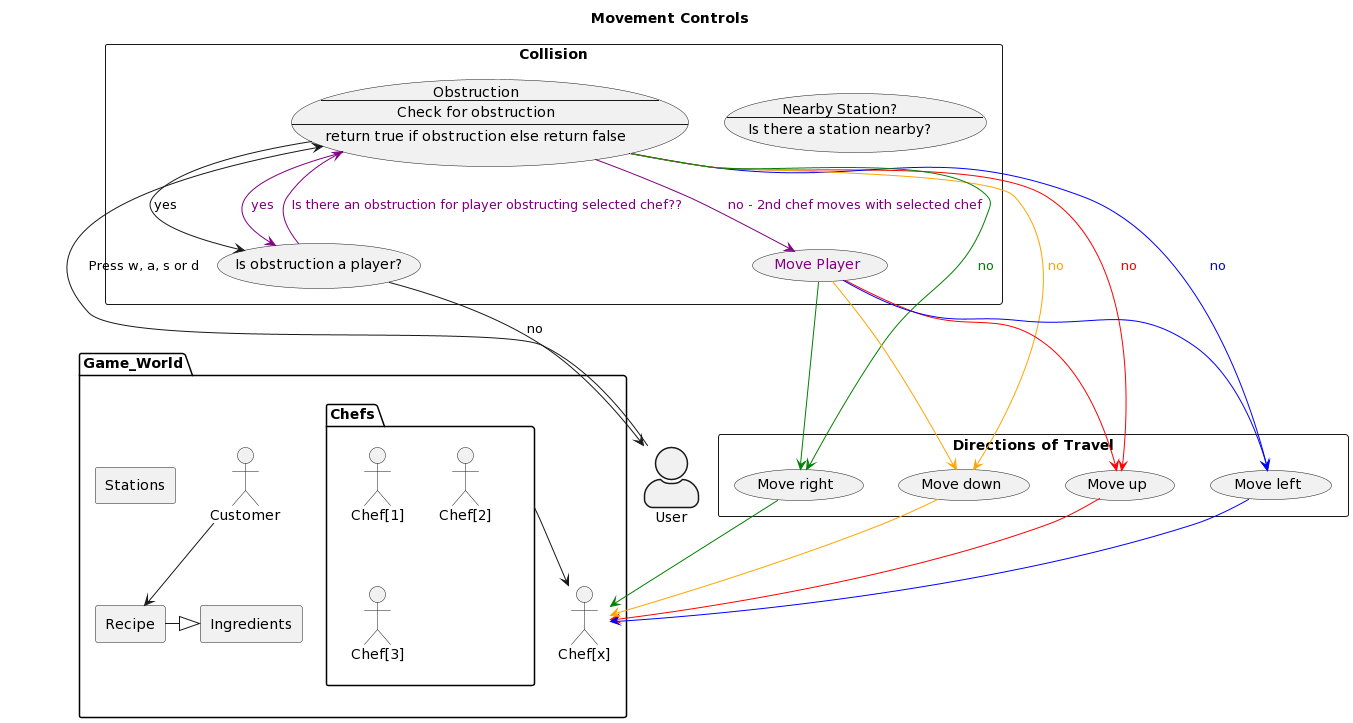 Movement Controls
Collision
Obstruction
Check for obstruction
return true if obstruction else return false
Nearby Station?
Is there a station nearby?
yes
yes
Is there an obstruction for player obstructing selected chef??
no - 2nd chef moves with selected chef
Press w, a, s or d
Is obstruction a player?
Move Player
no
no
no
no
no
Game_World
Chefs
Directions of Travel
Stations
Customer
Chef[1]
Chef[2]
User
Move right
Move down
Move up
Move left
Recipe
Ingredients
Chef[3]
Chef[x]